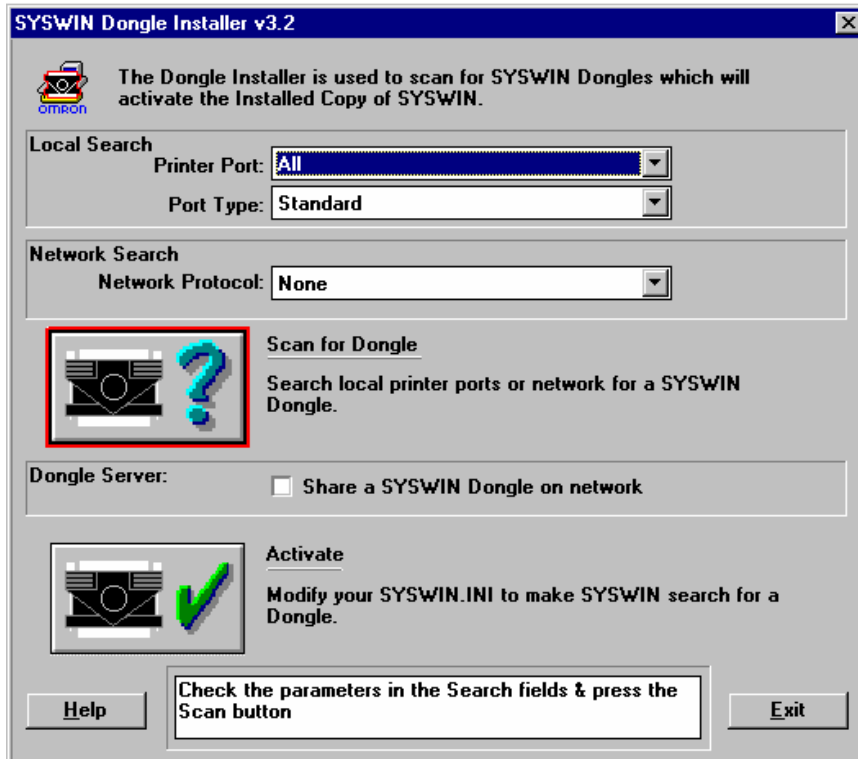 SYSWIN Dongle Installer v3.2
The Dongle Installer is used to scan for SYSWIN Dongles which will
activate the Installed Copy of SYSWIN.
OMRON
Local Search
Printer Port: All
Port Type: Standard
Network Search
Network Protocol: None
Scan for Dongle
Search local printer ports or network for a SYSWIN
Dongle.
Dongle Server:
Share a SYSWIN Dongle on network
Activate
Modify your SYSWIN.INI to make SYSWIN search for a
Dongle.
Help
Check the parameters in the Search fields & press the
Scan button
Exit